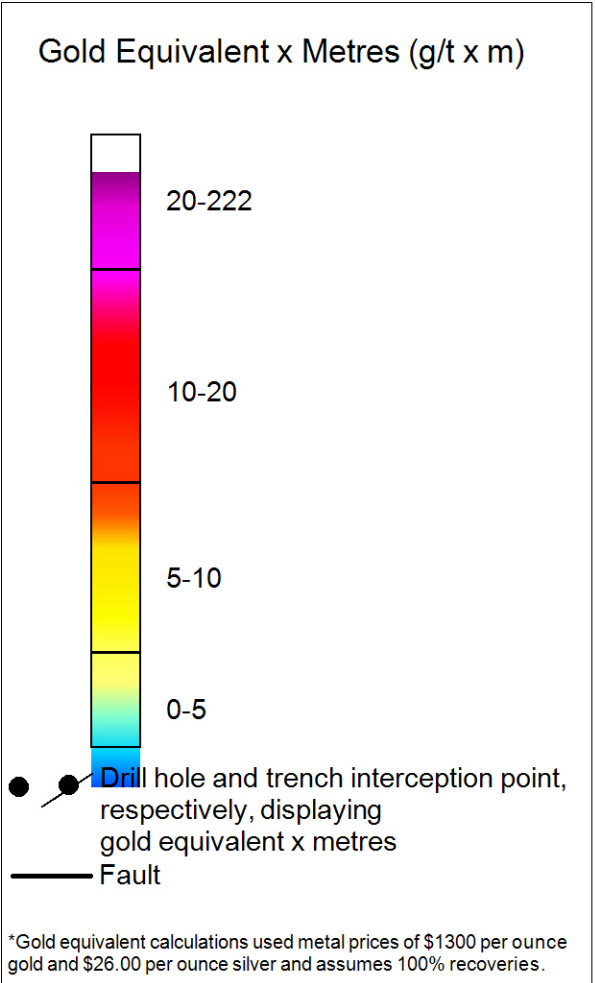 Gold Equivalent x Metres (g/t x m)
20-222
10-20
5-10
0-5
Drill hole and trench interception point,
respectively, displaying
gold equivalent x metres
Fault
*Gold equivalent calculations used metal prices of $1300 per ounce
gold and $26.00 per ounce silver and assumes 100% recoveries.